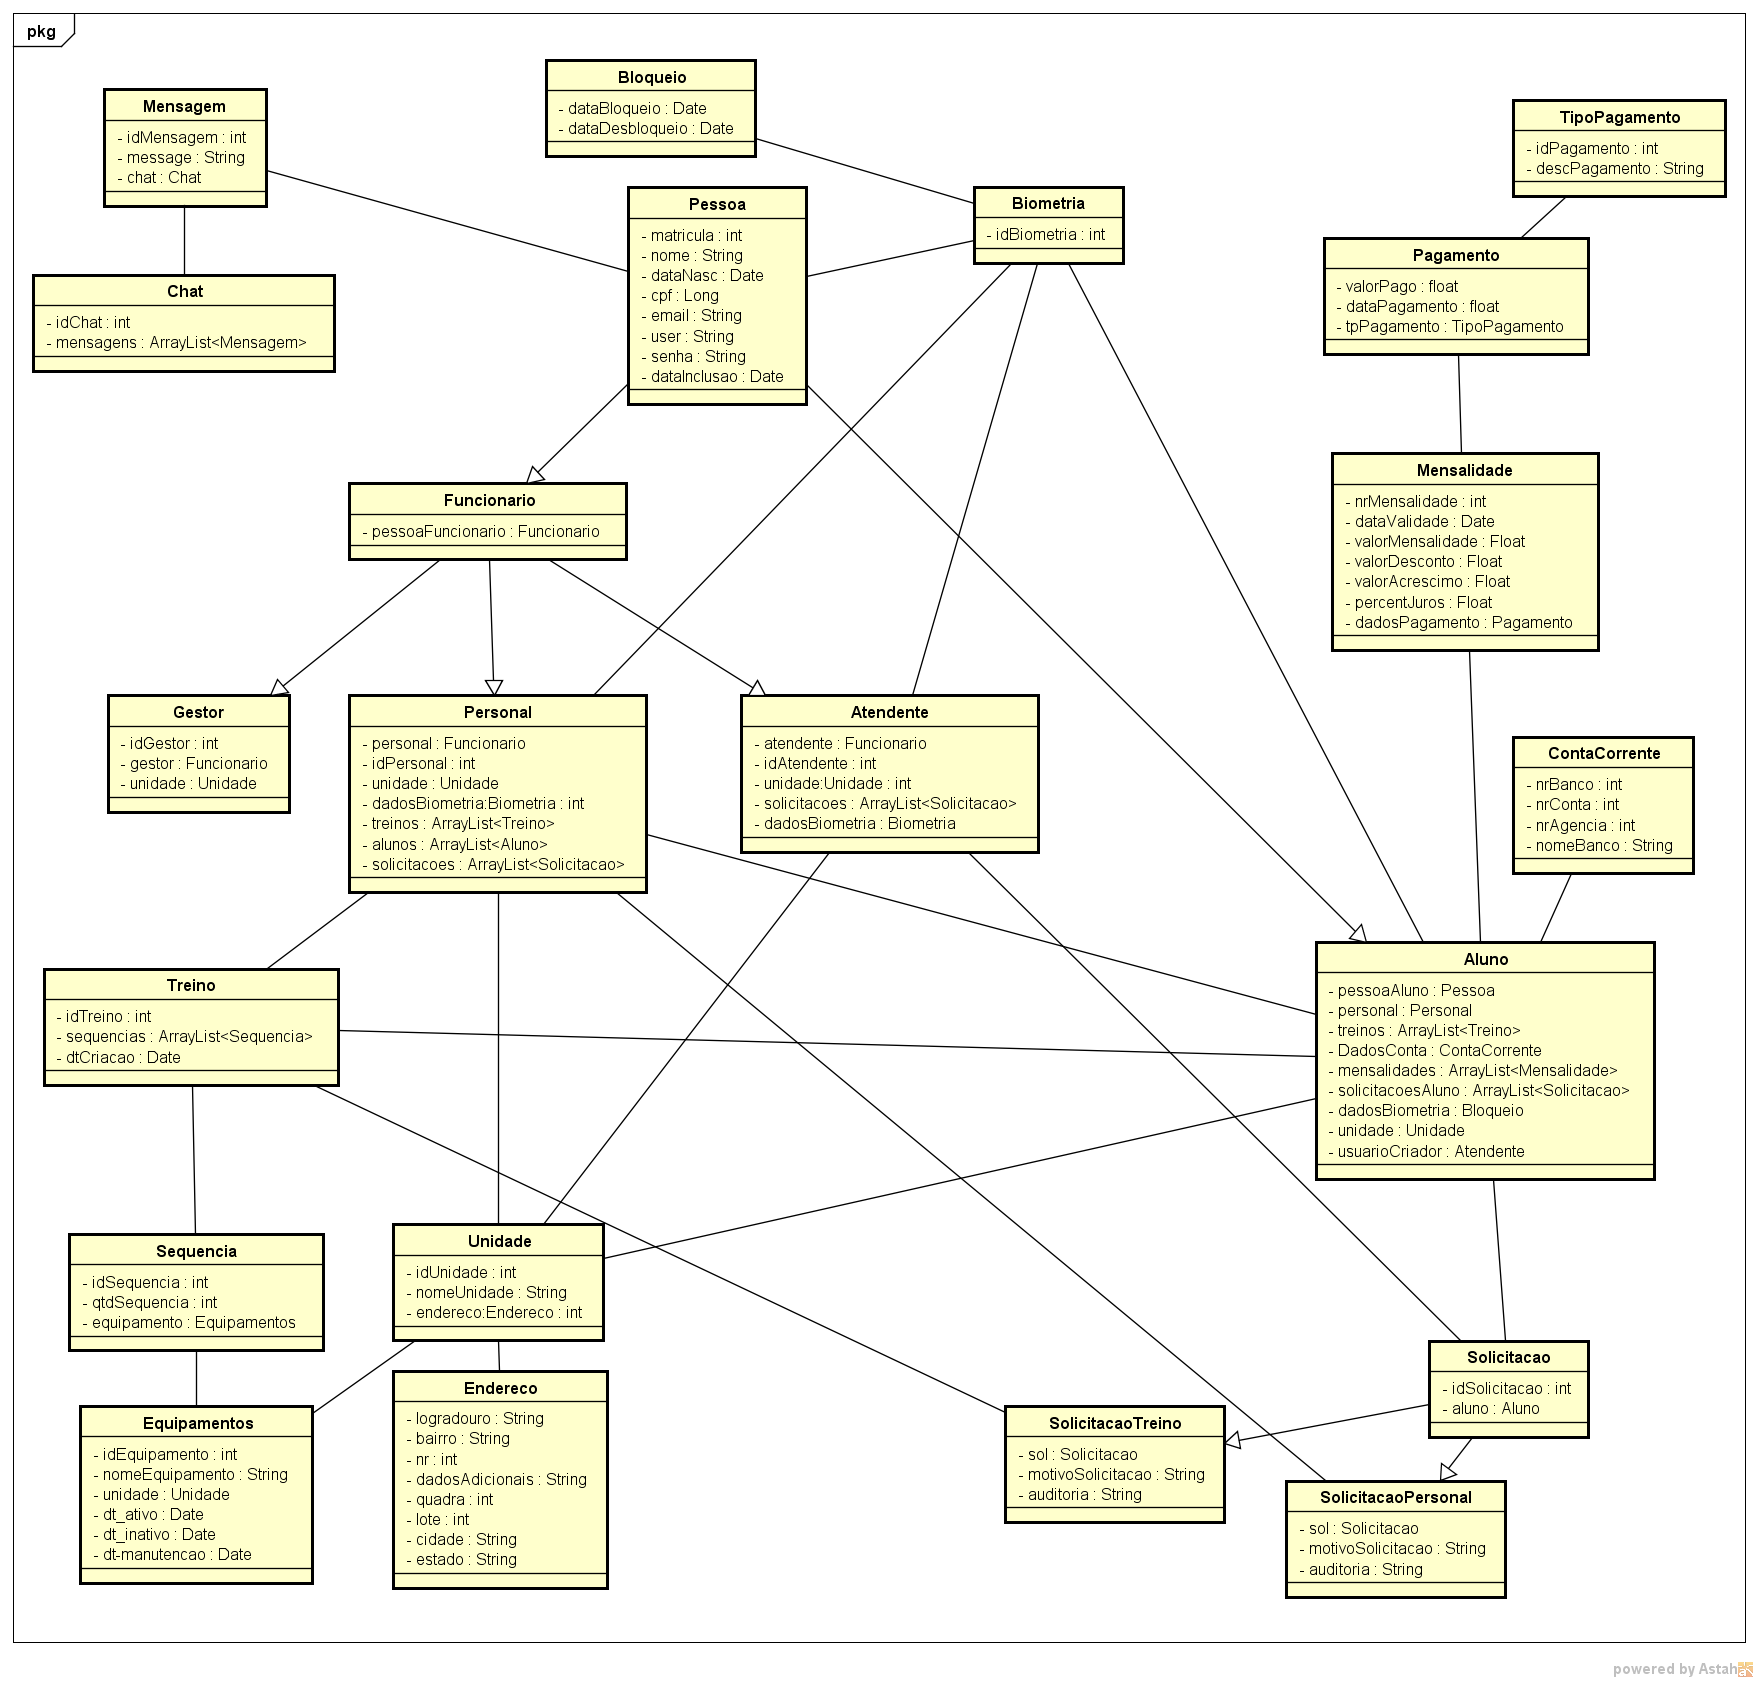 pkg
Mensagem
- idMensagem : int
- message : String
- chat : Chat
Chat
- idChat : int
- mensagens : ArrayList<Mensagem>
Bloqueio
- dataBloqueio : Date
- dataDesbloqueio : Date
Pessoa
- matricula : int
- nome : String
- dataNasc : Date
- cpf : Long
- email : String
- user : String
- senha : String
- dataInclusao : Date
Biometria
- idBiometria : int
TipoPagamento
- idPagamento : int
- descPagamento : String
Pagamento
- valorPago : float
- dataPagamento : float
- tpPagamento : TipoPagamento
Mensalidade
- nrMensalidade : int
- dataValidade : Date
- valorMensalidade : Float
- valorDesconto : Float
- valorAcrescimo : Float
- percentJuros : Float
- dadosPagamento : Pagamento
Funcionario
- pessoaFuncionario : Funcionario
Gestor
- idGestor : int
- gestor : Funcionario
- unidade : Unidade
Personal
- personal : Funcionario
- idPersonal : int
- unidade : Unidade
- dadosBiometria:Biometria : int
- treinos : ArrayList<Treino>
- alunos : ArrayList<Aluno>
- solicitacoes : ArrayList<Solicitacao>
Atendente
- atendente : Funcionario
- idAtendente : int
- unidade:Unidade : int
- solicitacoes : ArrayList<Solicitacao>
- dadosBiometria : Biometria
ContaCorrente
- nrBanco : int
- nrConta : int
- nrAgencia : int
- nomeBanco : String
Aluno
- pessoaAluno : Pessoa
- personal : Personal
- treinos : ArrayList<Treino>
- DadosConta : ContaCorrente
- mensalidades : ArrayList<Mensalidade>
- solicitacoesAluno : ArrayList<Solicitacao>
- dadosBiometria : Bloqueio
- unidade : Unidade
- usuarioCriador : Atendente
Treino
- idTreino : int
- sequencias : ArrayList<Sequencia>
- dtCriacao : Date
Sequencia
- idSequencia : int
- qtdSequencia : int
- equipamento : Equipamentos
Unidade
- idUnidade : int
- nomeUnidade : String
- endereco:Endereco : int
Equipamentos
- idEquipamento : int
- nomeEquipamento : String
- unidade : Unidade
- dt_ativo : Date
- dt_inativo : Date
- dt-manutencao : Date
Endereco
- logradouro : String
- bairro : String
- nr : int
- dadosAdicionais : String
- quadra : int
- lote : int
- cidade : String
- estado : String
Solicitacao
- idSolicitacao : int
- aluno : Aluno
SolicitacaoTreino
- sol : Solicitacao
- motivoSolicitacao : String
- auditoria : String
SolicitacaoPersonal
- sol : Solicitacao
- motivoSolicitacao : String
- auditoria : String
powered by Astah